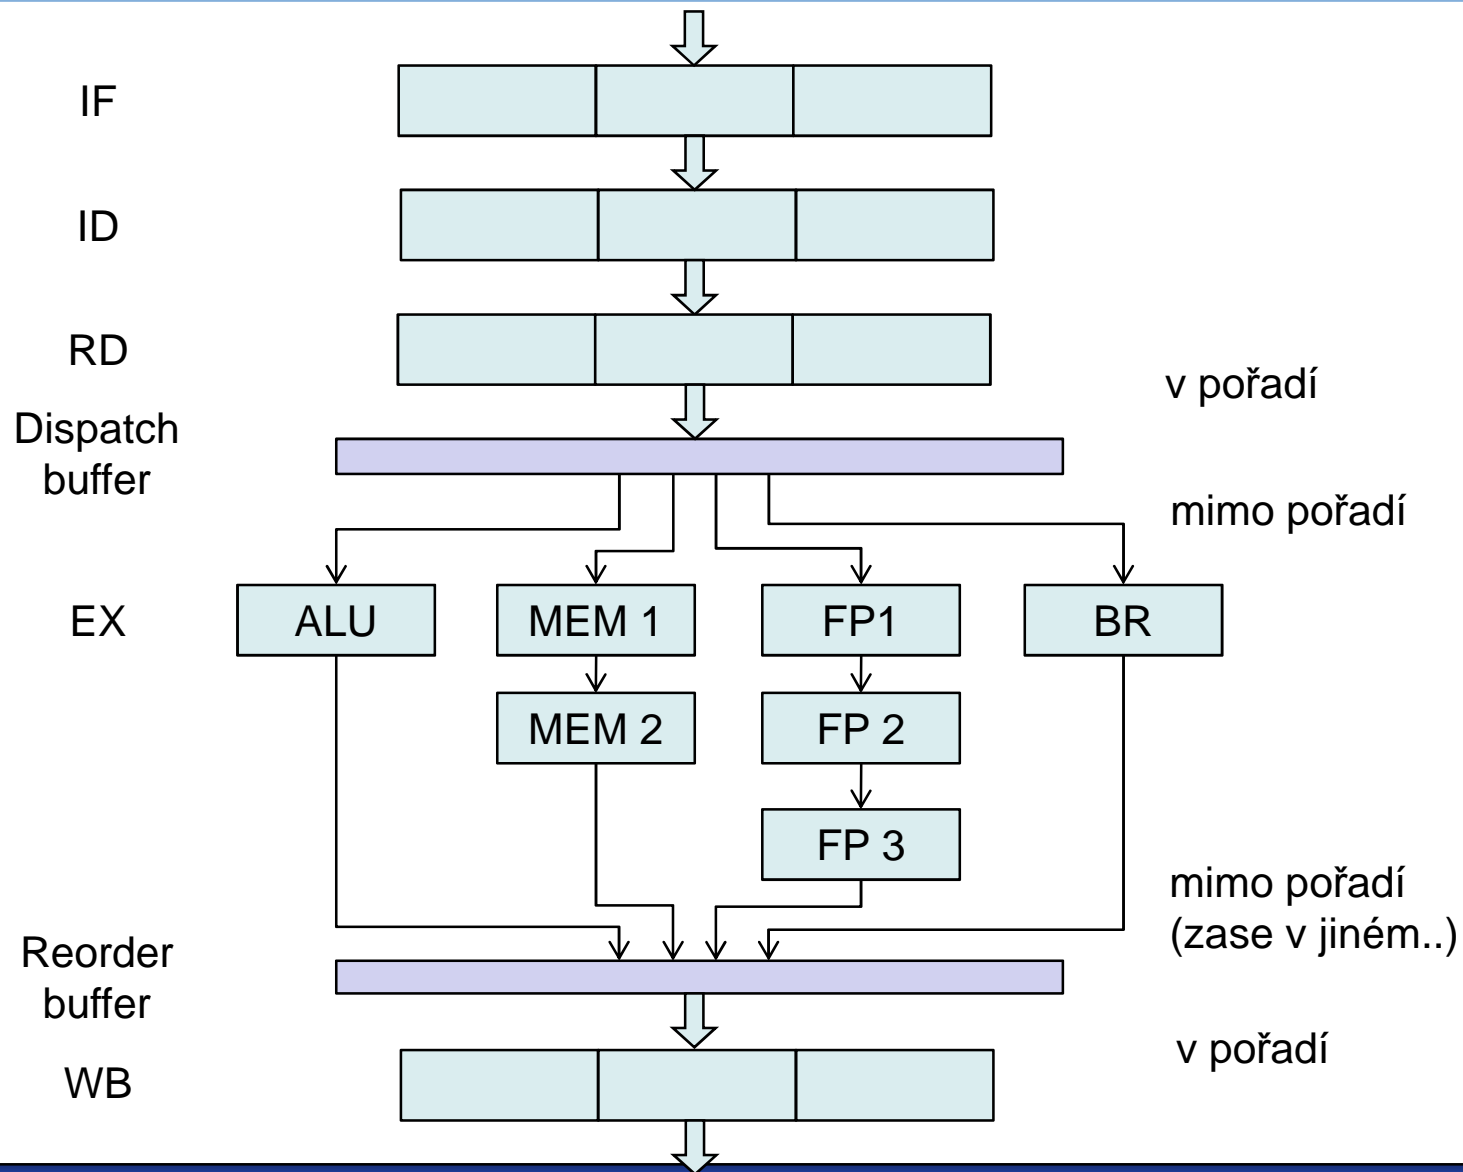 IF
ID
RD
v pořadí
Dispatch
buffer
mimo pořadí
EX
ALU
MEM 1
FP1
BR
MEM 2
FP 2
FP 3
mimo pořadí
(zase v jiném..)
Reorder
buffer
v pořadí
WB